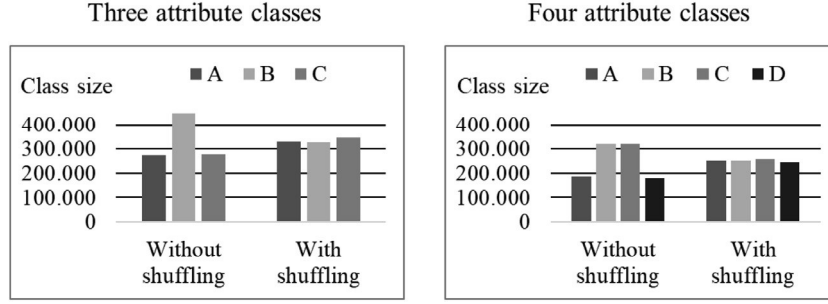 Three attribute classes
Class size
A B C
400.000
300.000
200.000
100.000
0
Without shuffling
With shuffling
Four attribute classes
Class size
A B C D
400.000
300.000
200.000
100.000
0
Without shuffling
With shuffling